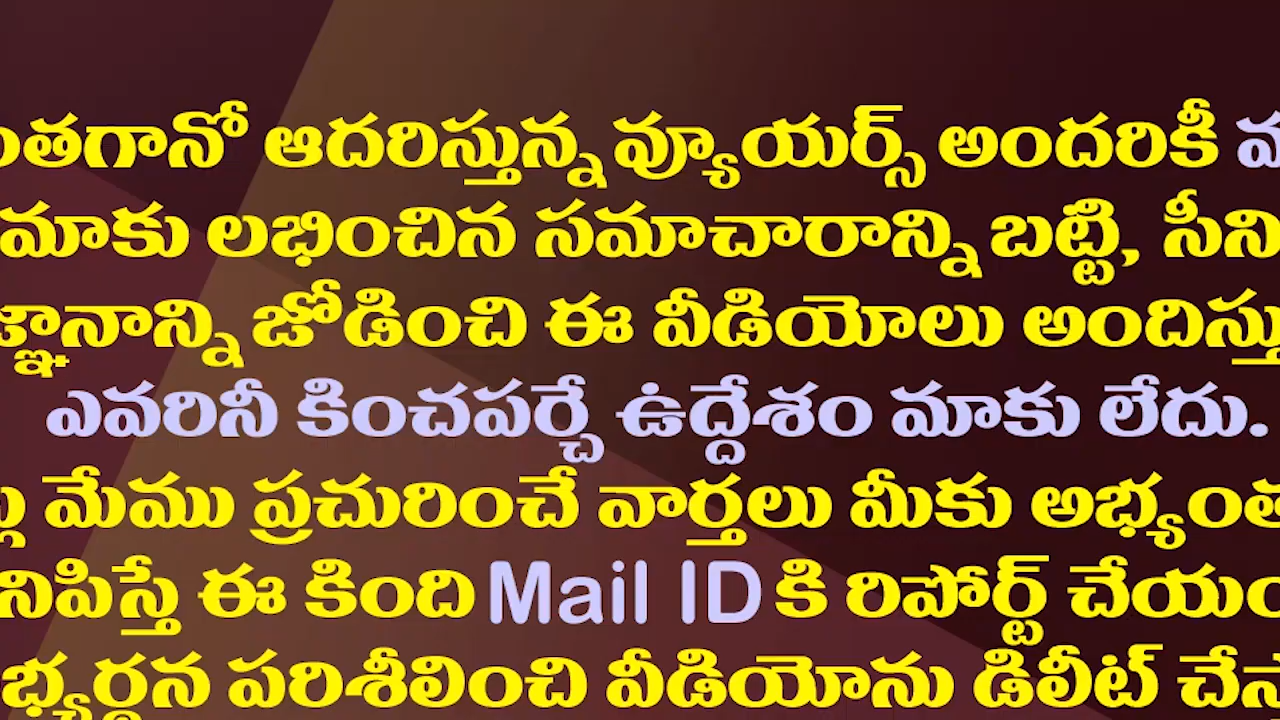 ఆదరిస్తున్న వ్యూయర్స్ అందరికీ
మాకు లభించిన సమాచారాన్ని బట్టి,
జోడించి ఈ వీడియోలు
ఎవరినీ కించపర్చే ఉద్దేశం మాకు లేదు.
మేము ప్రచురించే వార్తలు మీకు
ఈ కింది Mail ID కి రిపోర్ట్
పరిశీలించి వీడియోను డిలీట్